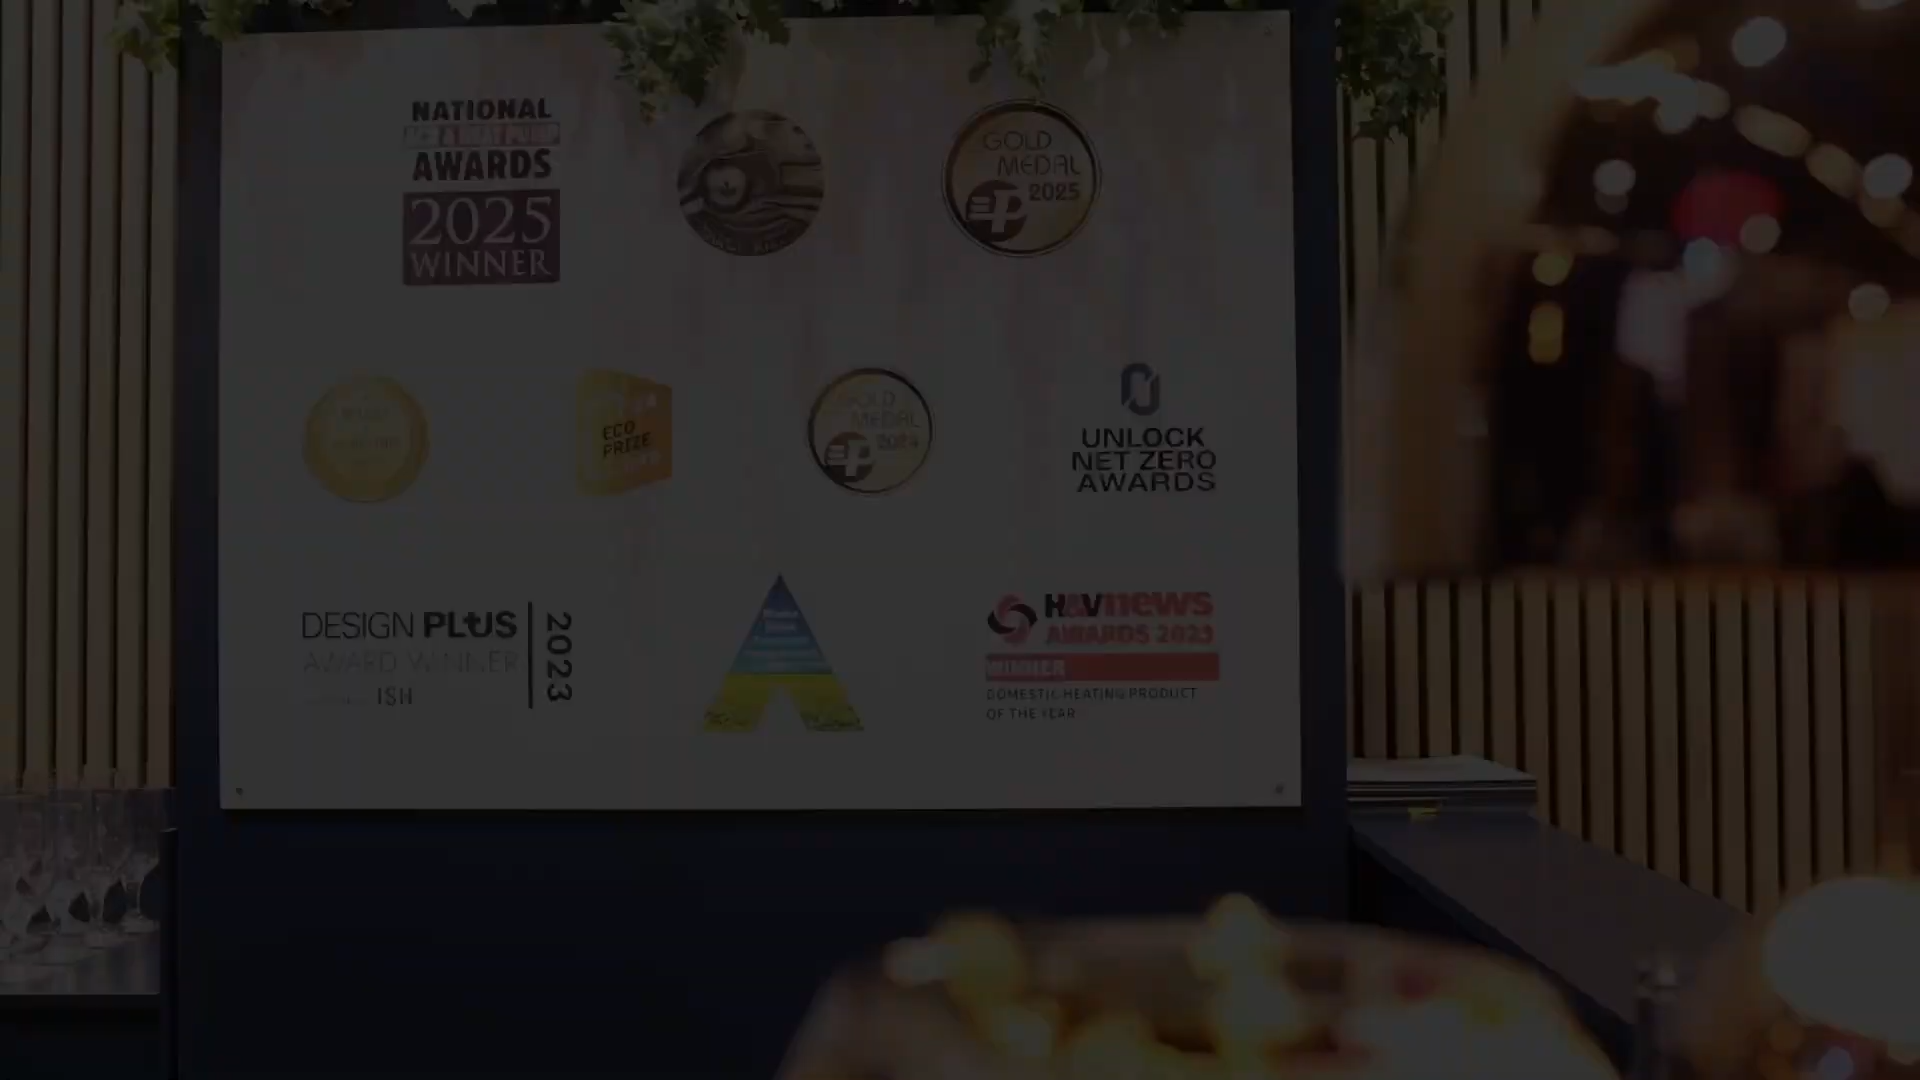 NATIONAL
AWARDS
2025
WINNER
GOLD
MEDAL
2025
ECO
PRIZE
GOLD
MEDAL
2024
UNLOCK
NET ZERO
AWARDS
DESIGN PLUS
AWARD WINNER
ISH
2023
H&Vnews
AWARDS 2023
WINNER
DOMESTIC HEATING PRODUCT
OF THE YEAR